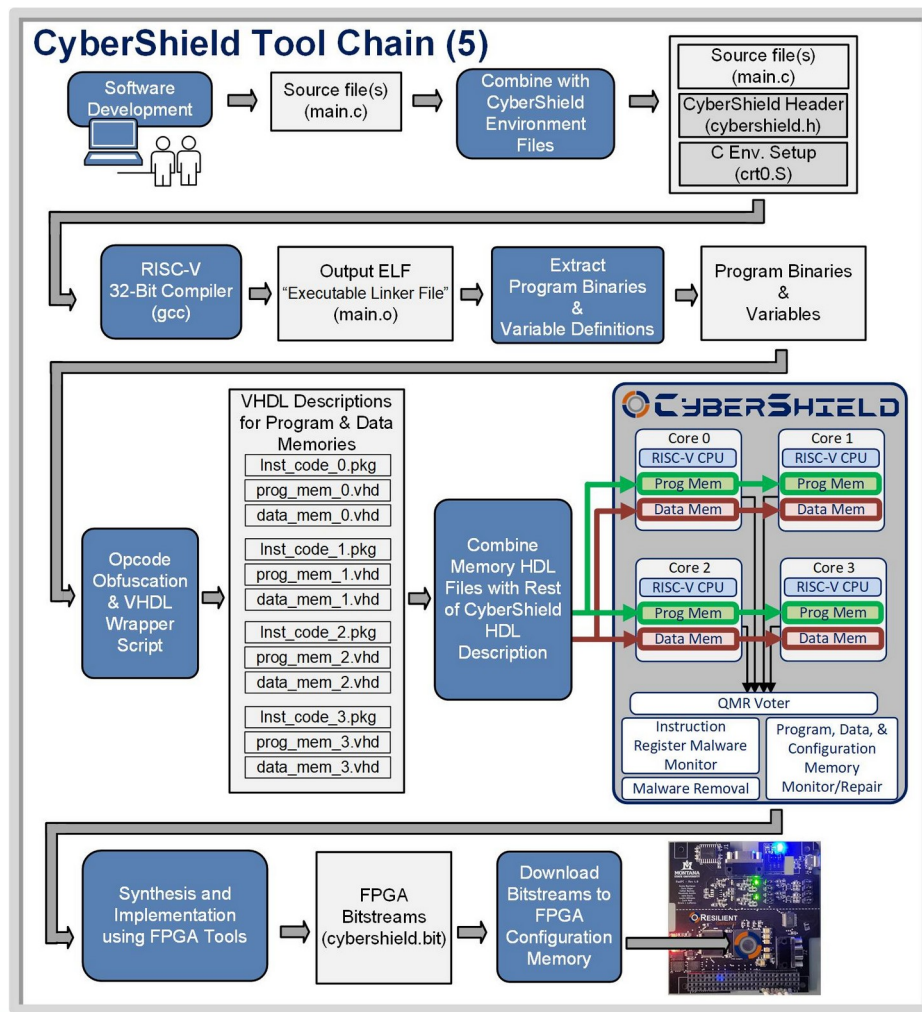 CyberShield Tool Chain (5)
Software
Development
Source file(s)
(main.c)
Combine with
CyberShield
Environment
Files
Source file(s)
(main.c)
CyberShield Header
(cybershield.h)
C Env. Setup
(crt0.S)
RISC-V
32-Bit Compiler
(gcc)
Output ELF
“Executable Linker File”
(main.o)
Extract
Program Binaries
&
Variable Definitions
Program Binaries
&
Variables
Opcode
Obfuscation
& VHDL
Wrapper
Script
VHDL Descriptions
for Program & Data
Memories
Inst_code_0.pkg
prog_mem_0.vhd
data_mem_0.vhd
Inst_code_1.pkg
prog_mem_1.vhd
data_mem_1.vhd
Inst_code_2.pkg
prog_mem_2.vhd
data_mem_2.vhd
Inst_code_3.pkg
prog_mem_3.vhd
data_mem_3.vhd
Combine
Memory HDL
Files with Rest
of CyberShield
HDL
Description
CYBERSHIELD
Core 0
RISC-V CPU
Prog Mem
Data Mem
Core 1
RISC-V CPU
Prog Mem
Data Mem
Core 2
RISC-V CPU
Prog Mem
Data Mem
Core 3
RISC-V CPU
Prog Mem
Data Mem
QMR Voter
Instruction
Register Malware
Monitor
Malware Removal
Program, Data, &
Configuration
Memory
Monitor/Repair
Synthesis and
Implementation
using FPGA Tools
FPGA
Bitstreams
(cybershield.bit)
Download
Bitstreams to
FPGA
Configuration
Memory
MONTANA
RESILIENT